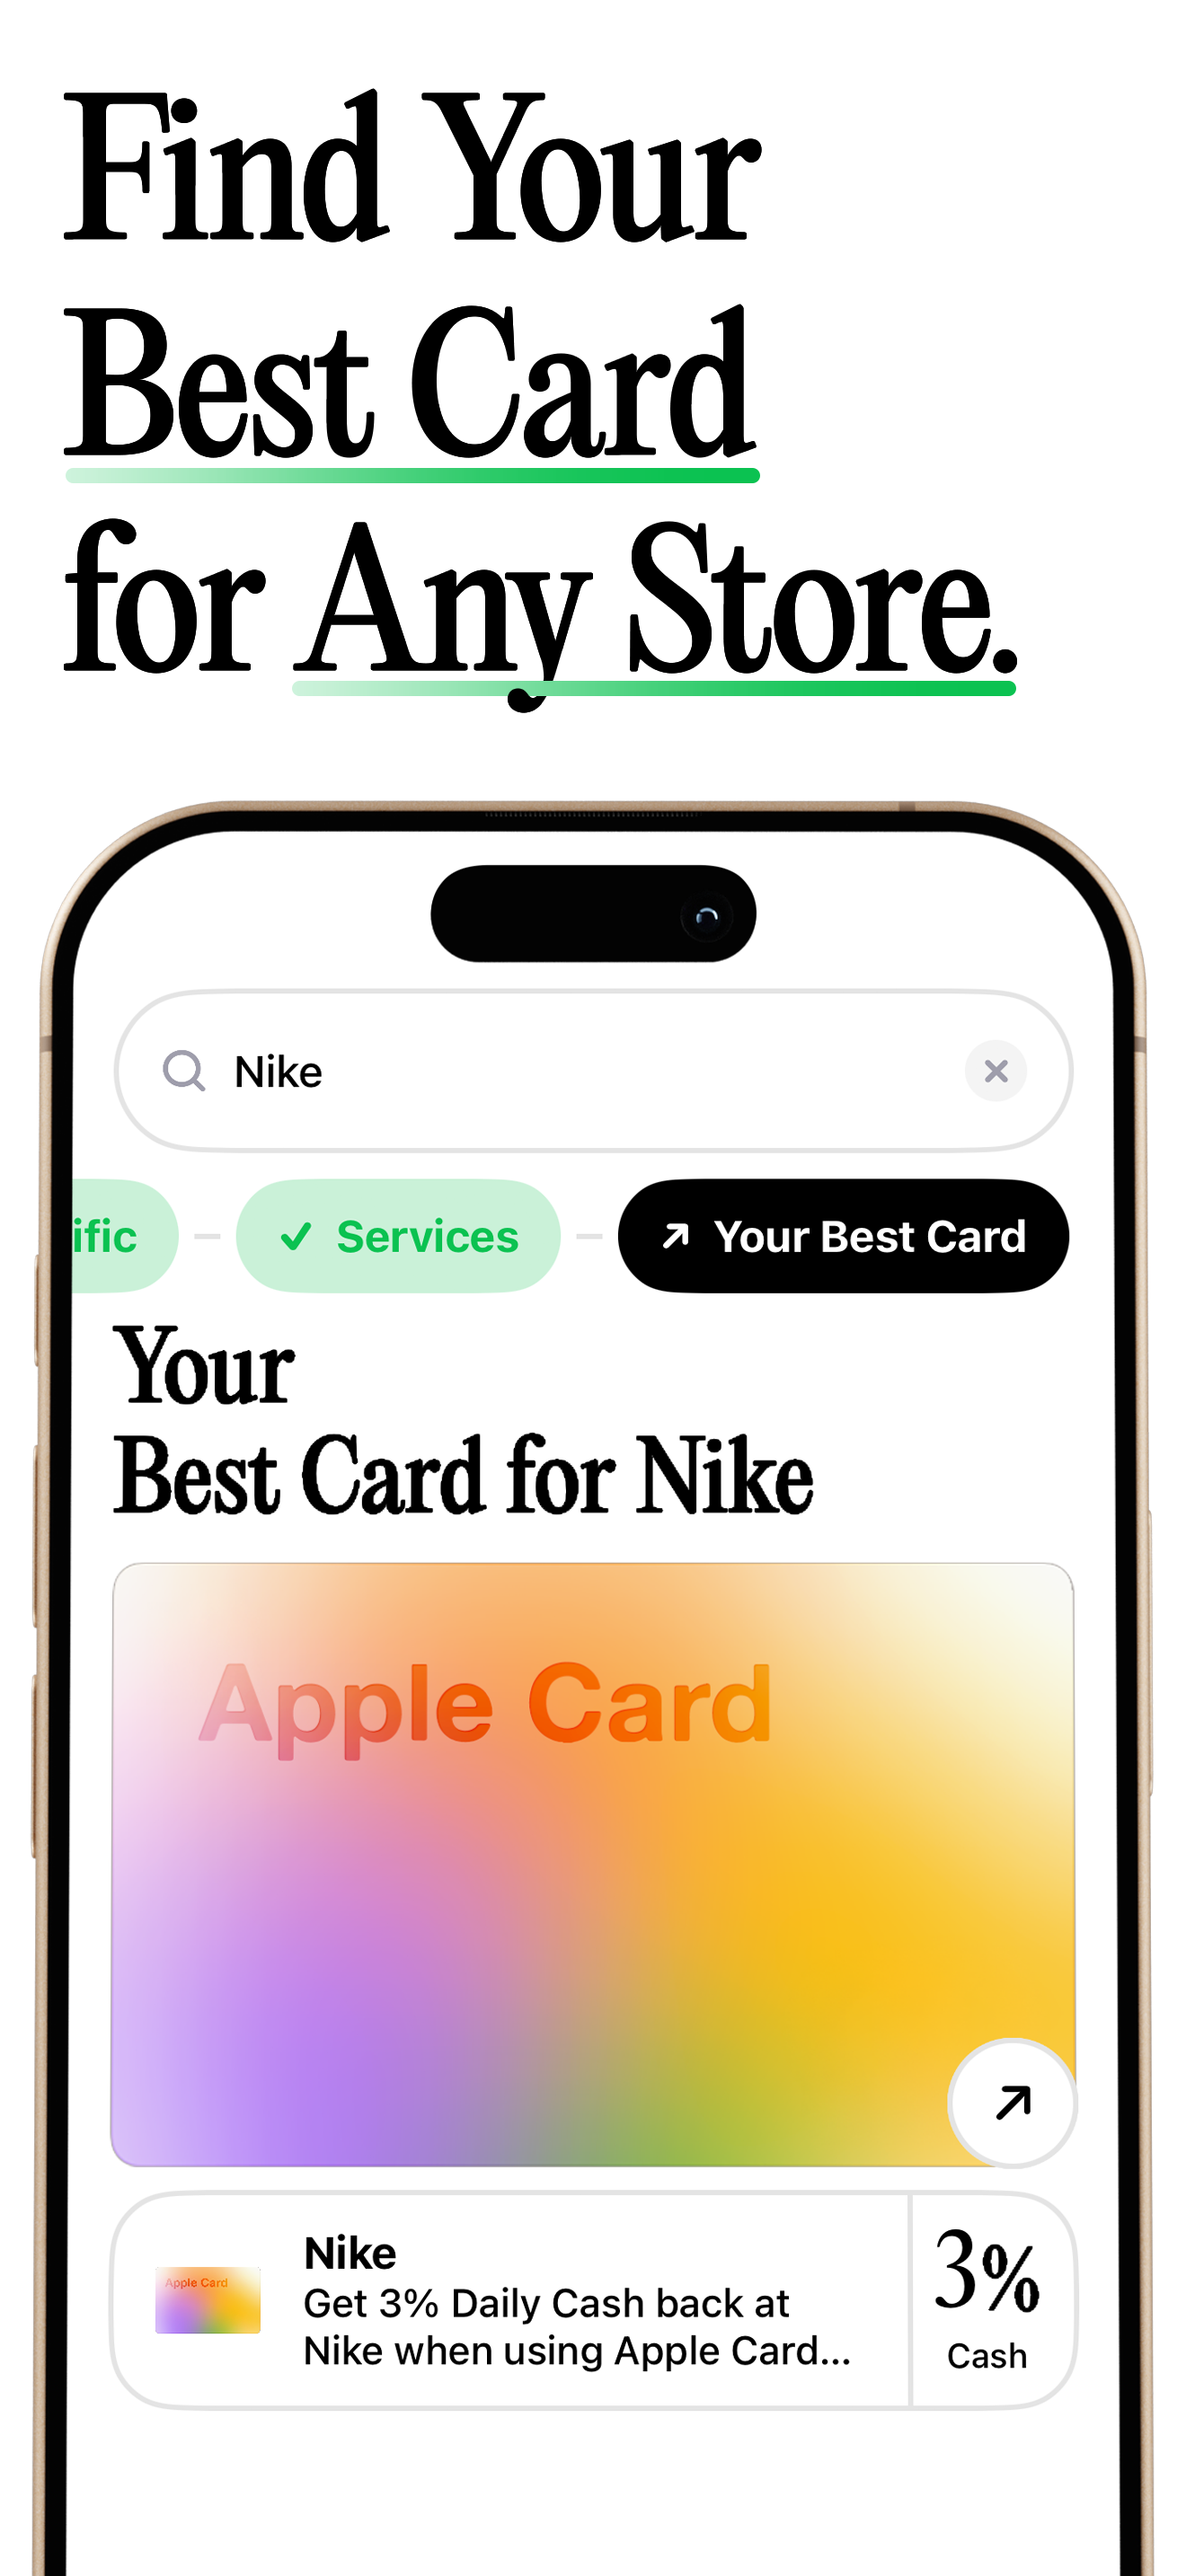 Find Your
Best Card
for Any Store.
Nike
ific
Services
Your Best Card
Your
Best Card for Nike
Apple Card
Apple Card
Nike
Get 3% Daily Cash back at
Nike when using Apple Card...
3%
Cash